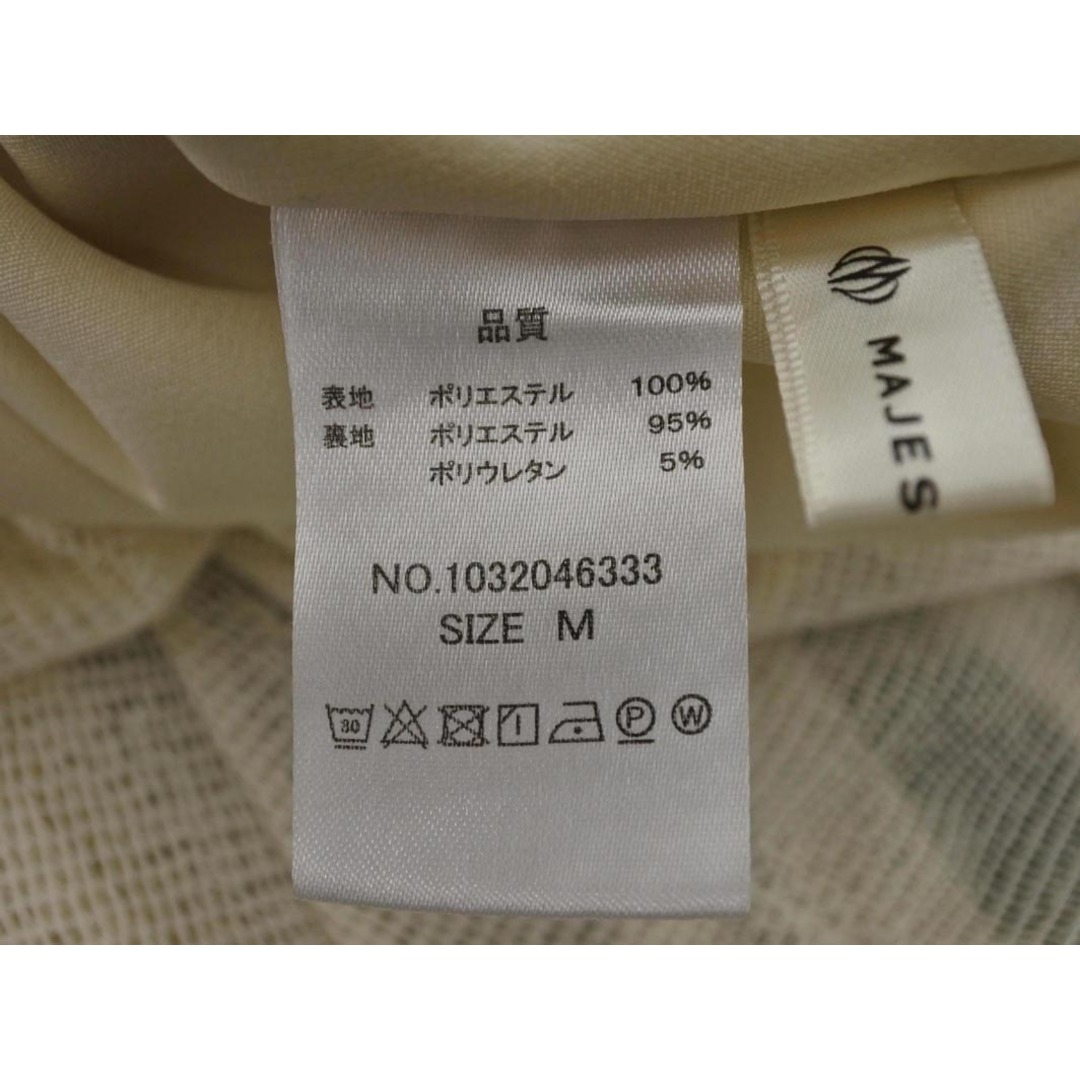 品質
表地 ポリエステル 100%
裏地 ポリエステル 95%
ポリウレタン 5%
NO.1032046333
SIZE M
30
P
W
MAJES